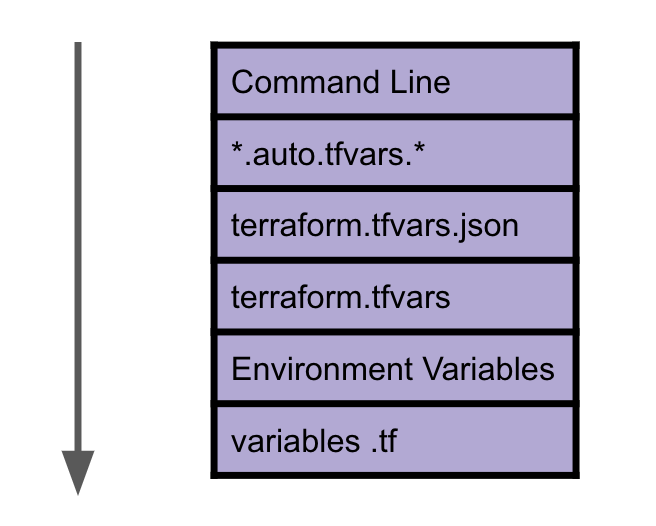 Command Line
*.auto.tfvars.*
terraform.tfvars.json
terraform.tfvars
Environment Variables
variables .tf